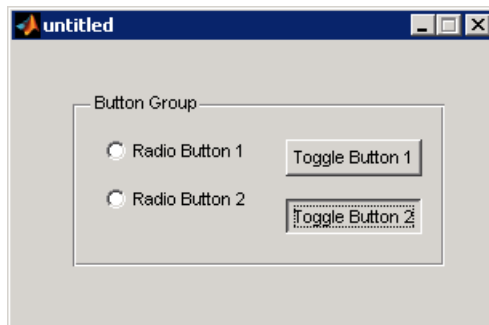 untitled
Button Group
Radio Button 1
Toggle Button 1
Radio Button 2
Toggle Button 2